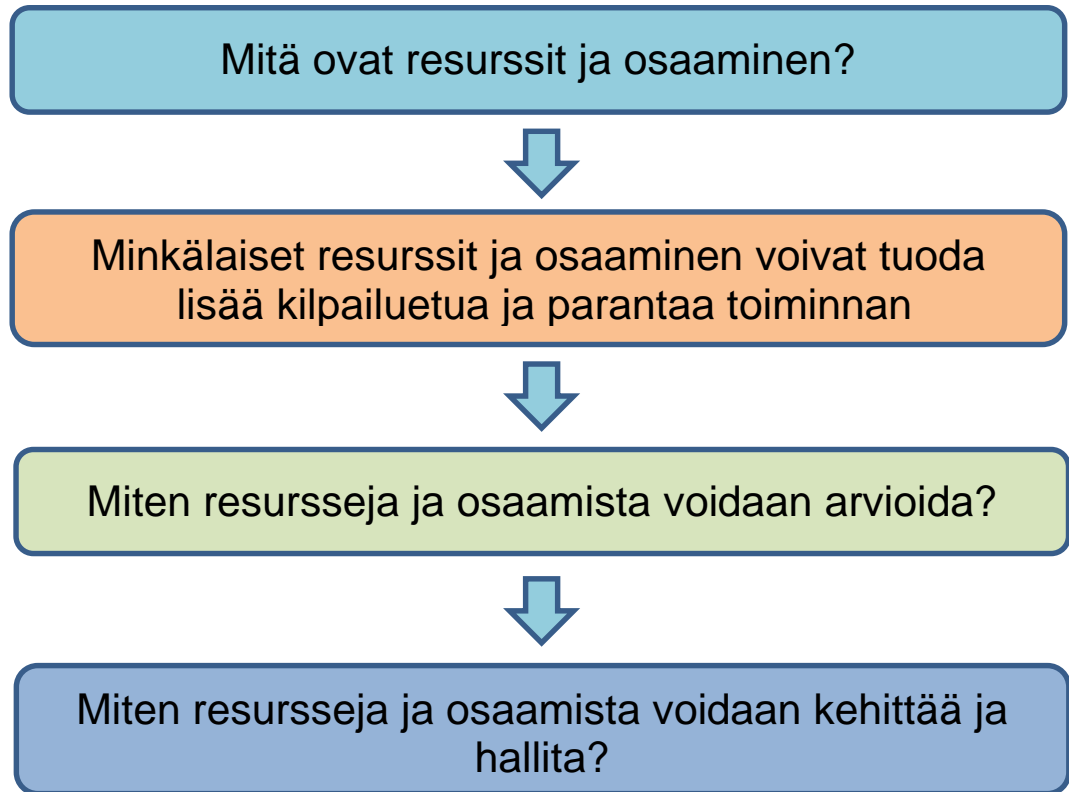 Mitä ovat resurssit ja osaaminen?
Minkälaiset resurssit ja osaaminen voivat tuoda
lisää kilpailuetua ja parantaa toiminnan
Miten resursseja ja osaamista voidaan arvioida?
Miten resursseja ja osaamista voidaan kehittää ja
hallita?